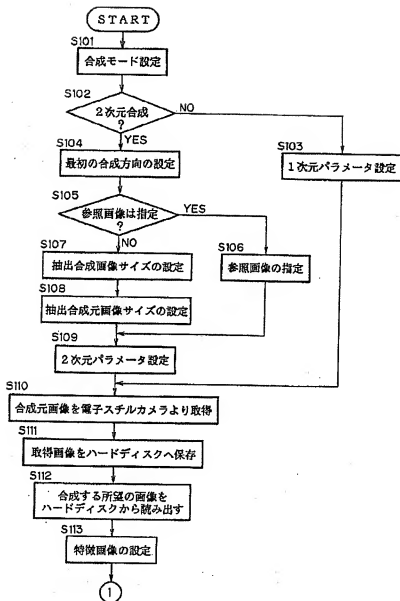 START
S101
合成モード設定
S102
2次元合成
?
NO
YES
S103
1次元パラメータ設定
S104
最初の合成方向の設定
S105
参照画像は指定
?
YES
NO
S106
参照画像の指定
S107
抽出合成画像サイズの設定
S108
抽出合成元画像サイズの設定
S109
2次元パラメータ設定
S110
合成元画像を電子スチルカメラより取得
S111
取得画像をハードディスクへ保存
S112
合成する所望の画像を
ハードディスクから読み出す
S113
特徴画像の設定
1